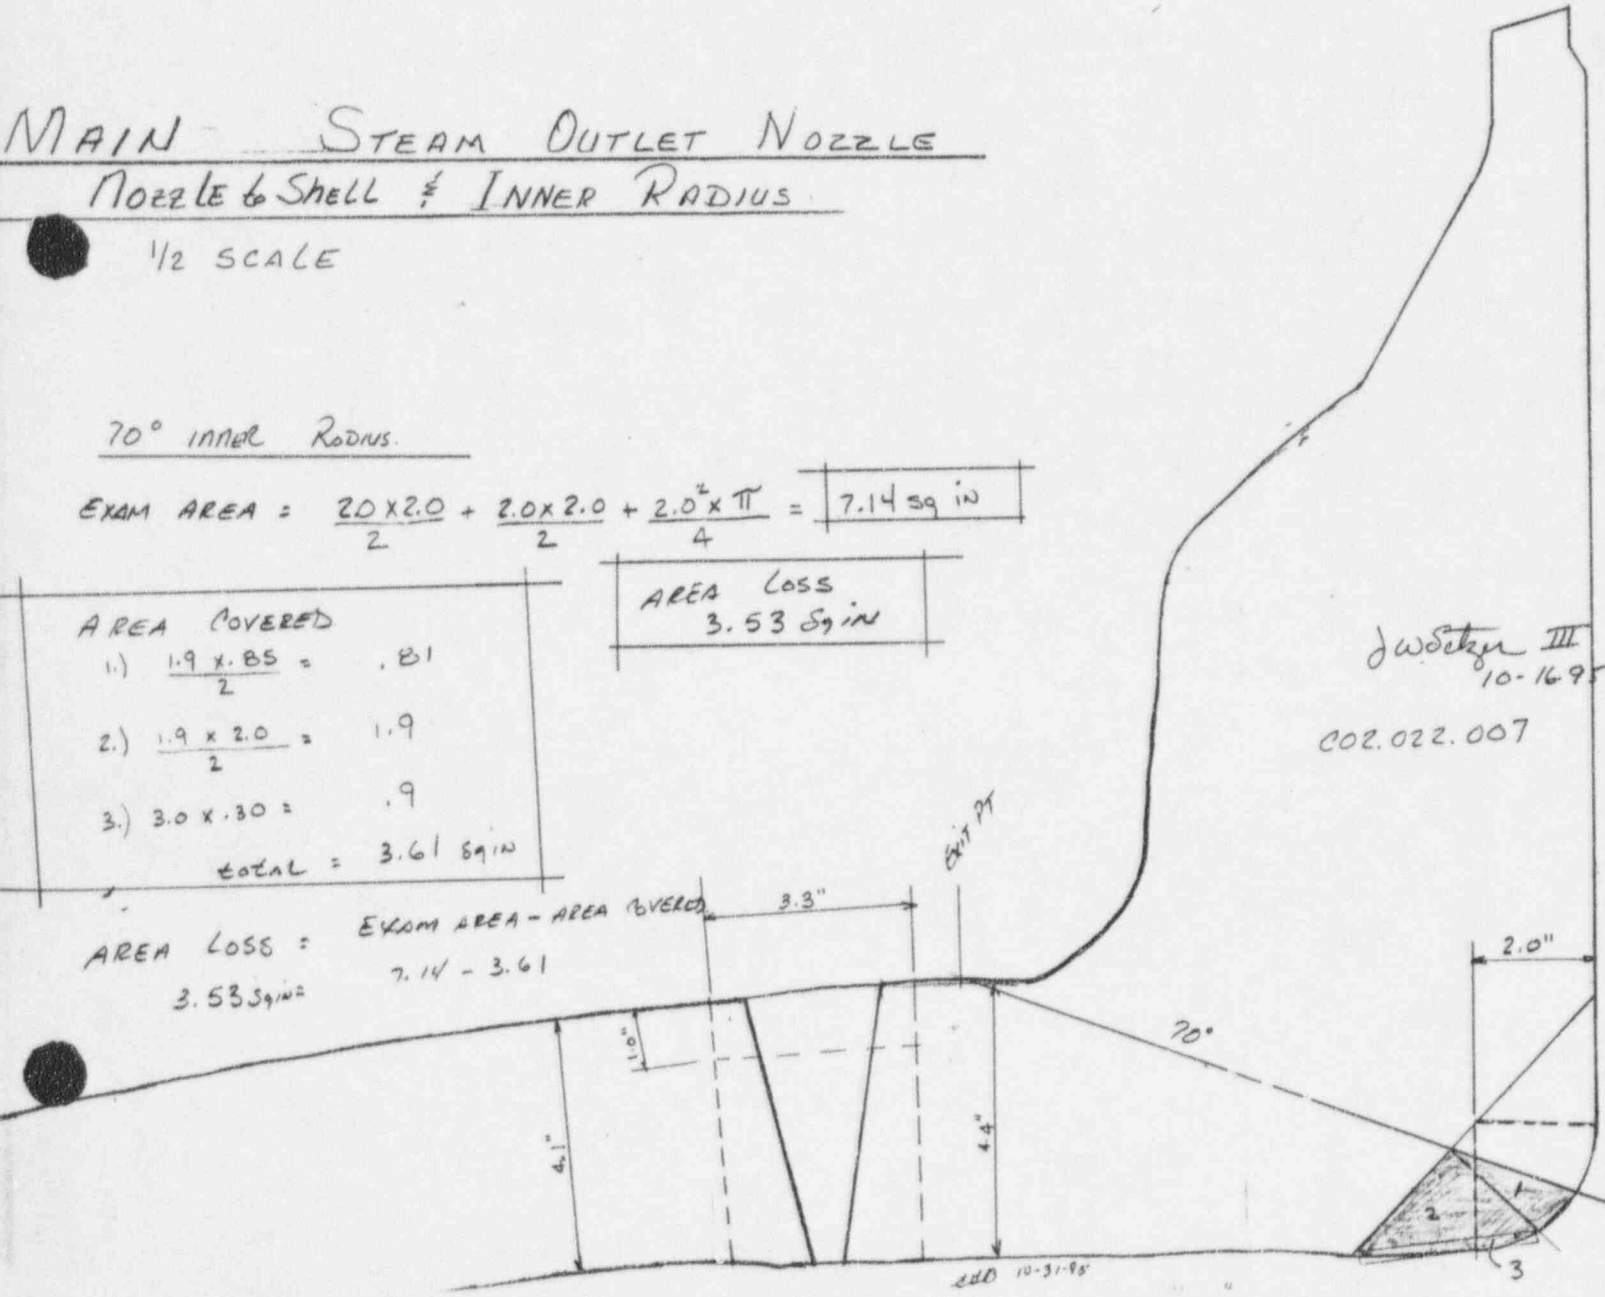 MAIN STEAM OUTLET NOZZLE
NOZZLE to SHELL & INNER RADIUS
1/2 SCALE
70° INNER RADIUS.
EXAM AREA = 2.0 x 2.0 / 2 + 2.0 x 2.0 / 2 + 2.0² x π / 4 = 7.14 sq in
AREA LOSS
3.53 Sq in
AREA COVERED
1.) 1.9 x .85 / 2 = .81
2.) 1.9 x 2.0 / 2 = 1.9
3.) 3.0 x .30 = .9
total = 3.61 Sq in
AREA LOSS = EXAM AREA - AREA COVERED
3.53 Sq in = 7.14 - 3.61
III
10-16-95
C02.022.007
Exit PT
3.3"
2.0"
1.0"
70°
4.1"
4.4"
1
2
3
10-31-95